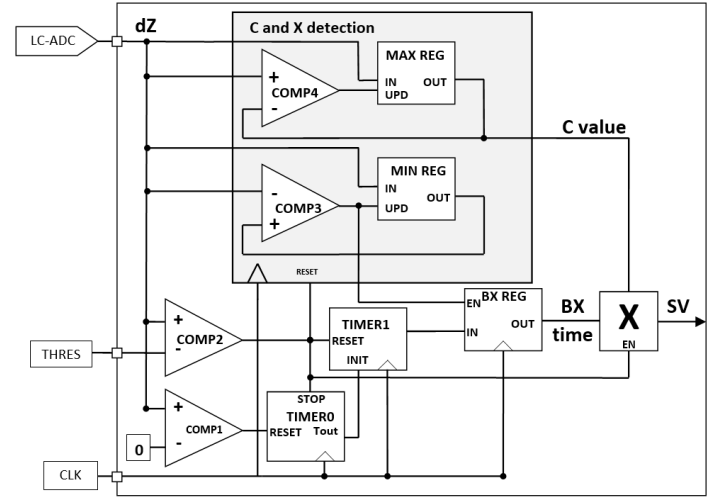 LC-ADC
dZ
C and X detection
MAX REG
IN
OUT
UPD
+
COMP4
-
C value
MIN REG
IN
OUT
UPD
-
COMP3
+
RESET
BX REG
EN
IN
OUT
BX
time
X
EN
SV
TIMER1
RESET
INIT
THRES
+
COMP2
-
+
COMP1
-
0
STOP
TIMER0
RESET Tout
CLK